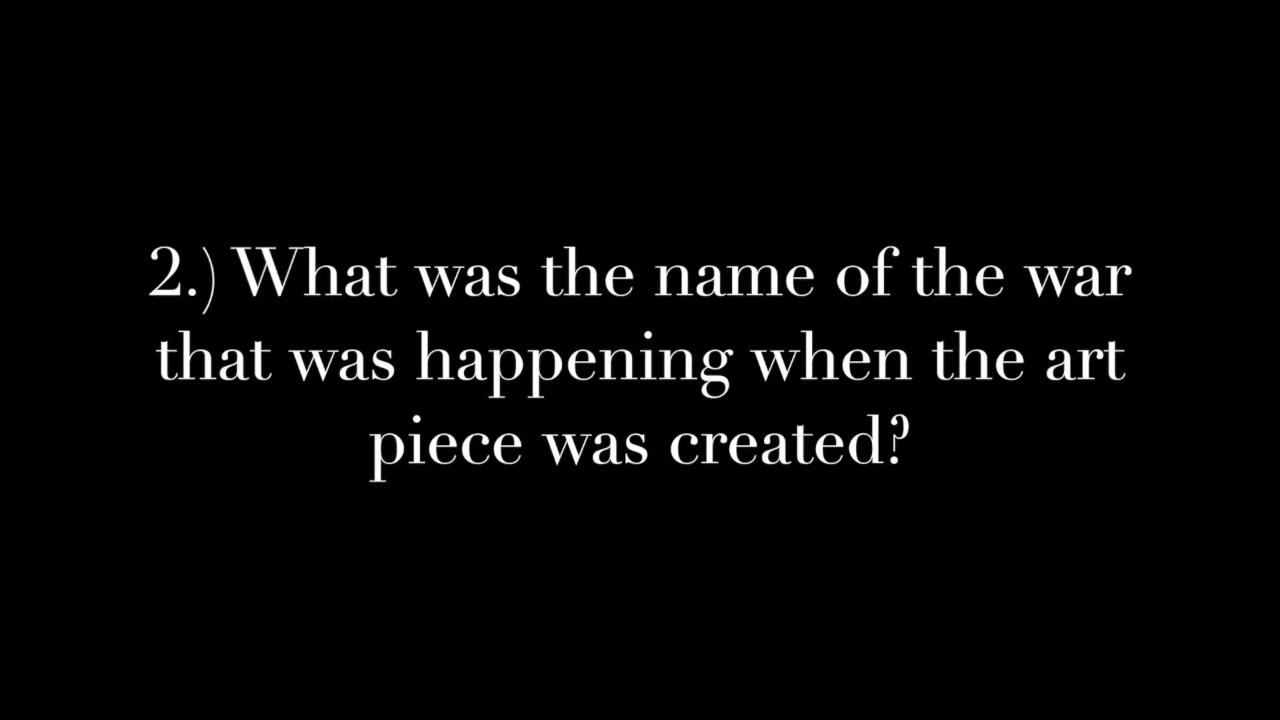 2.) What was the name of the war
that was happening when the art
piece was created?